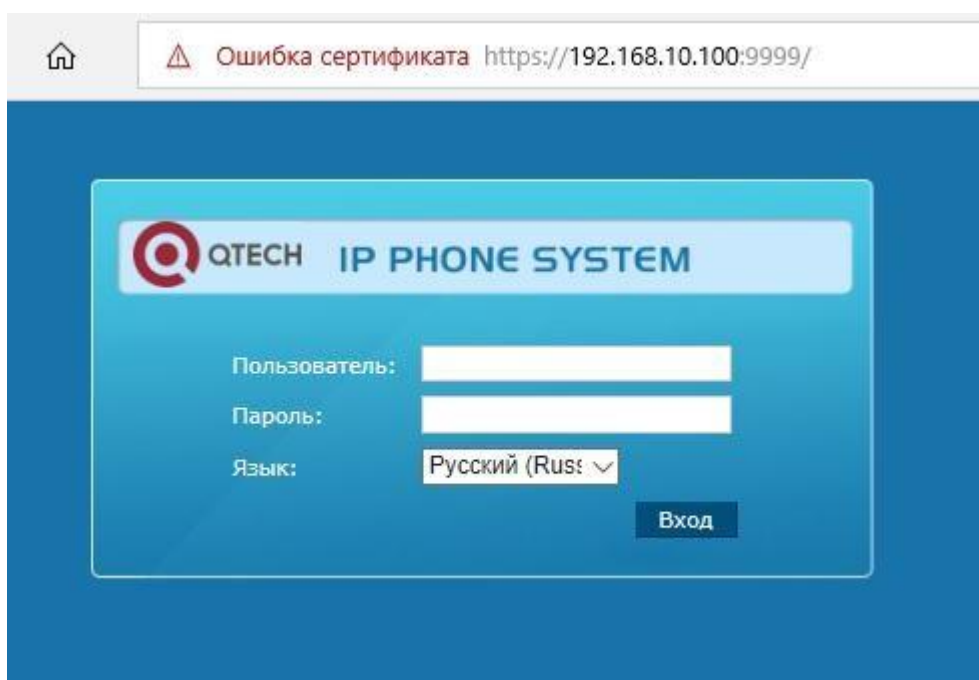 Ошибка сертификата https://192.168.10.100:9999/
QTECH IP PHONE SYSTEM
Пользователь:
Пароль:
Язык: Русский (Russ
Вход